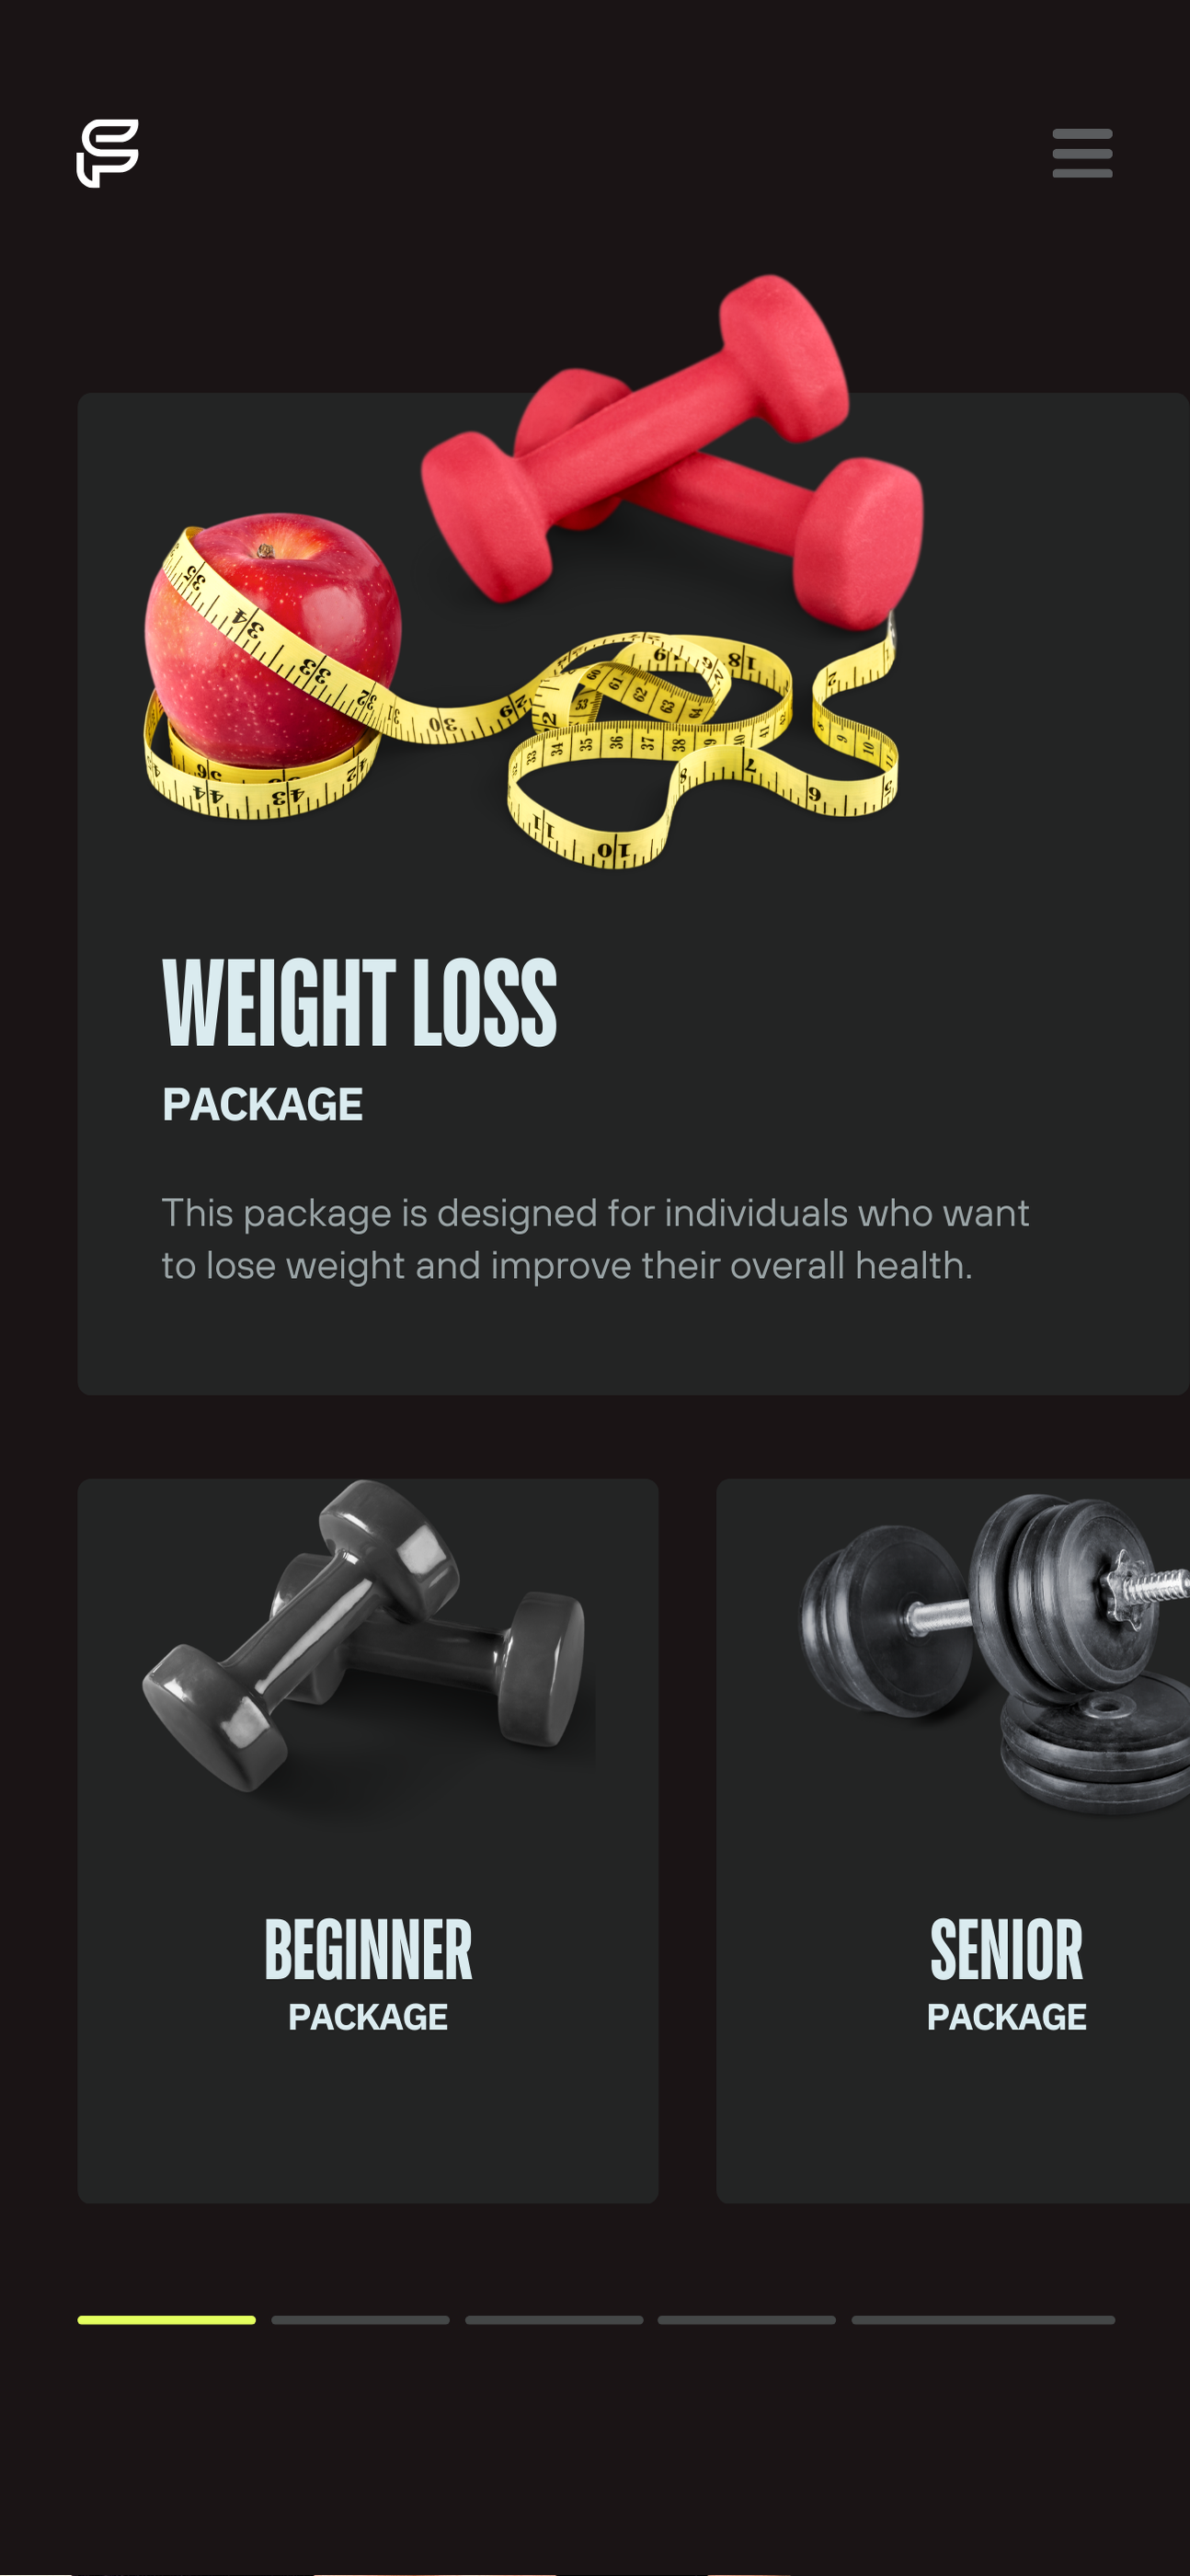 WEIGHT LOSS
PACKAGE
This package is designed for individuals who want
to lose weight and improve their overall health.
BEGINNER
PACKAGE
SENIOR
PACKAGE